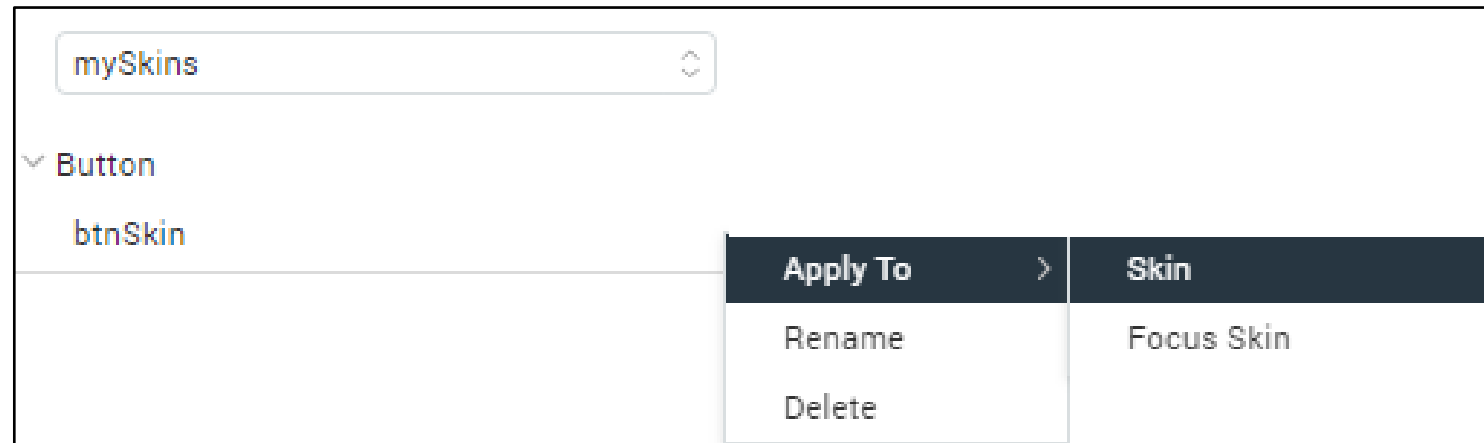 mySkins
Button
btnSkin
Apply To
Skin
Rename
Focus Skin
Delete